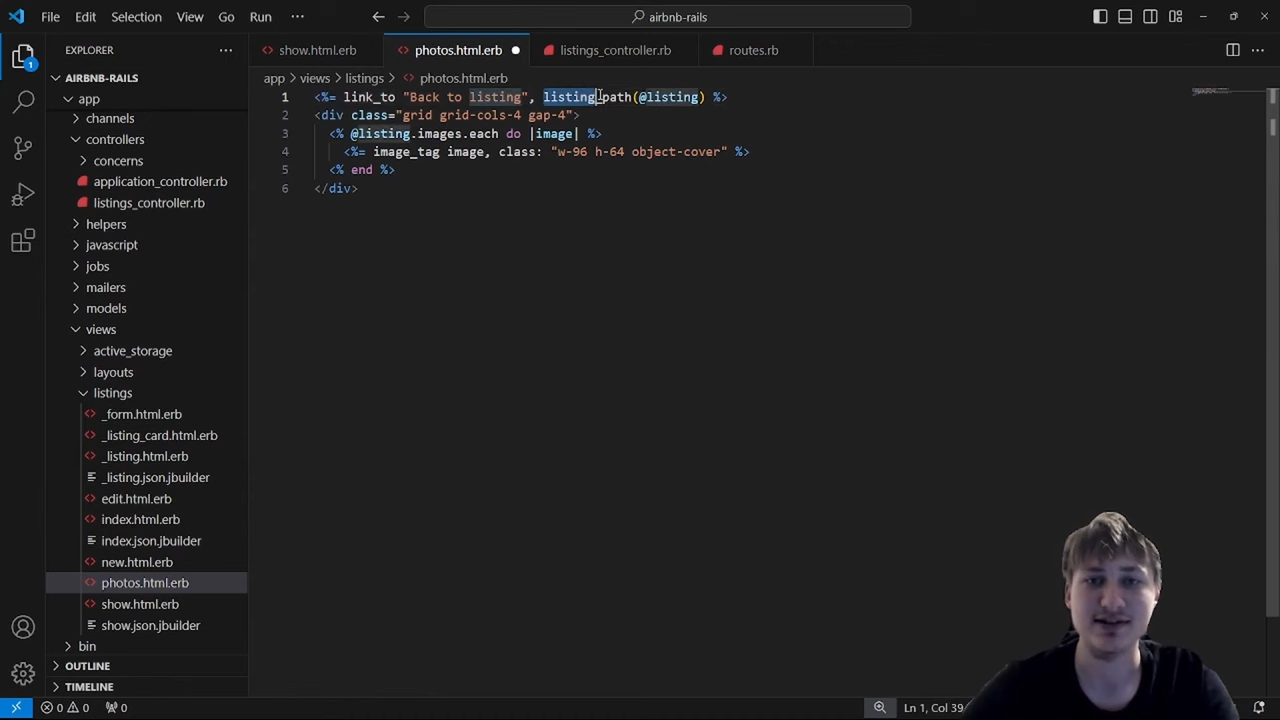 File Edit Selection View Go Run ··· airbnb-rails
EXPLORER ··· show.html.erb photos.html.erb listings_controller.rb routes.rb ···
AIRBNB-RAILS
app > views > listings > photos.html.erb
app
channels
controllers
concerns
application_controller.rb
listings_controller.rb
helpers
javascript
jobs
mailers
models
views
active_storage
layouts
listings
_form.html.erb
_listing_card.html.erb
_listing.html.erb
_listing.json.jbuilder
edit.html.erb
index.html.erb
index.json.jbuilder
new.html.erb
photos.html.erb
show.html.erb
show.json.jbuilder
bin
OUTLINE
TIMELINE
1 <%= link_to "Back to listing", listing_path(@listing) %>
2 <div class="grid grid-cols-4 gap-4">
3 <% @listing.images.each do |image| %>
4 <%= image_tag image, class: "w-96 h-64 object-cover" %>
5 <% end %>
6 </div>
1
0 0 0 Ln 1, Col 39